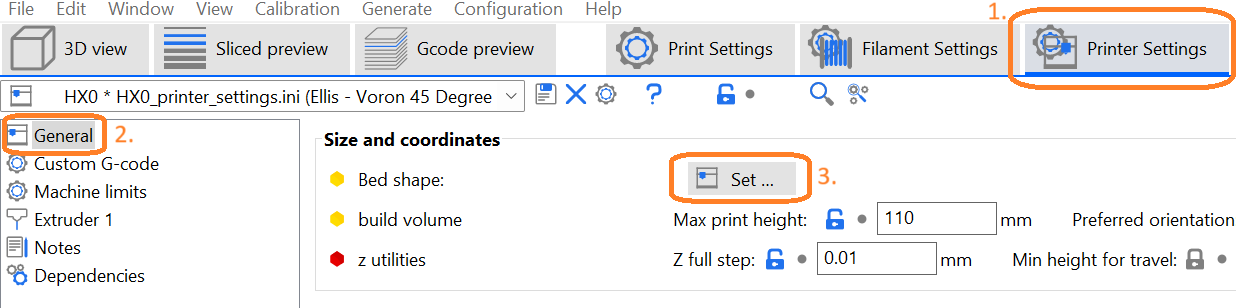 File Window View Calibration Generate Configuration Help
1.
3D view Sliced preview Gcode preview Print Settings Filament Settings Printer Settings
HX0 * HX0_printer_settings.ini (Ellis - Voron 45 Degree
?
General 2.
Custom G-code
Machine limits
Extruder 1
Notes
Dependencies
Size and coordinates
Bed shape: Set ... 3.
build volume Max print height: 110 mm Preferred orientation
z utilities Z full step: 0.01 mm Min height for travel: